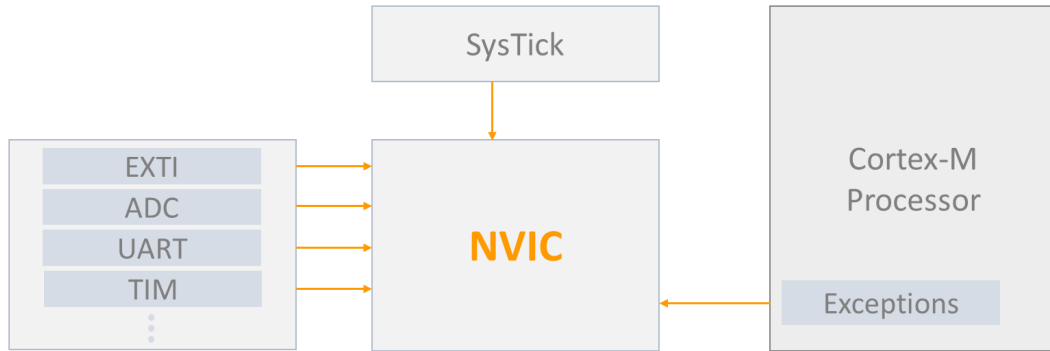 SysTick
EXTI
ADC
UART
TIM
NVIC
Cortex-M
Processor
Exceptions